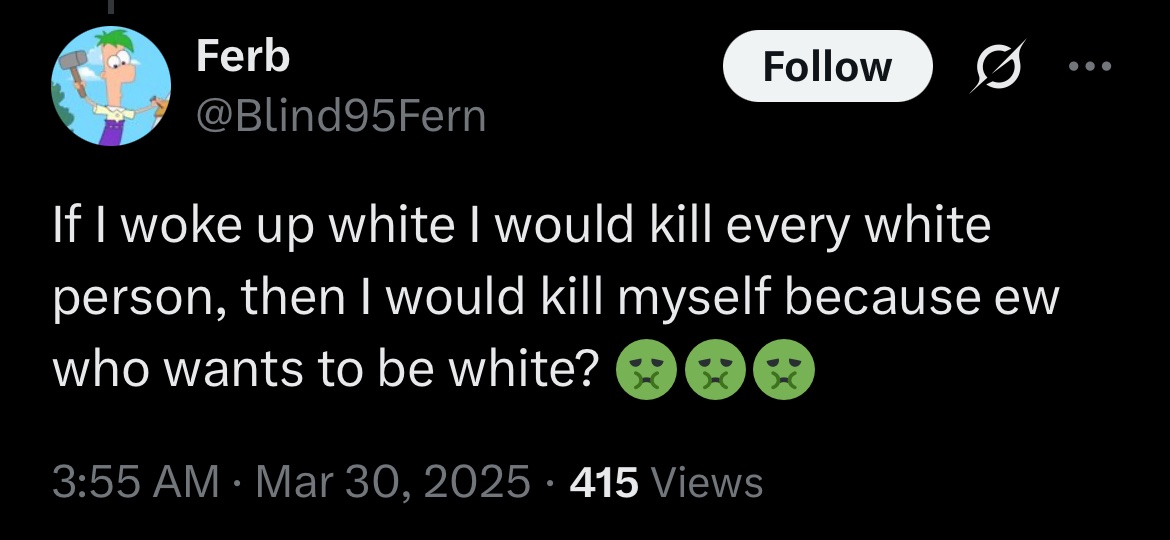 Ferb
@Blind95Fern
Follow
If I woke up white I would kill every white
person, then I would kill myself because ew
who wants to be white? 🤢🤢🤢
3:55 AM · Mar 30, 2025 · 415 Views